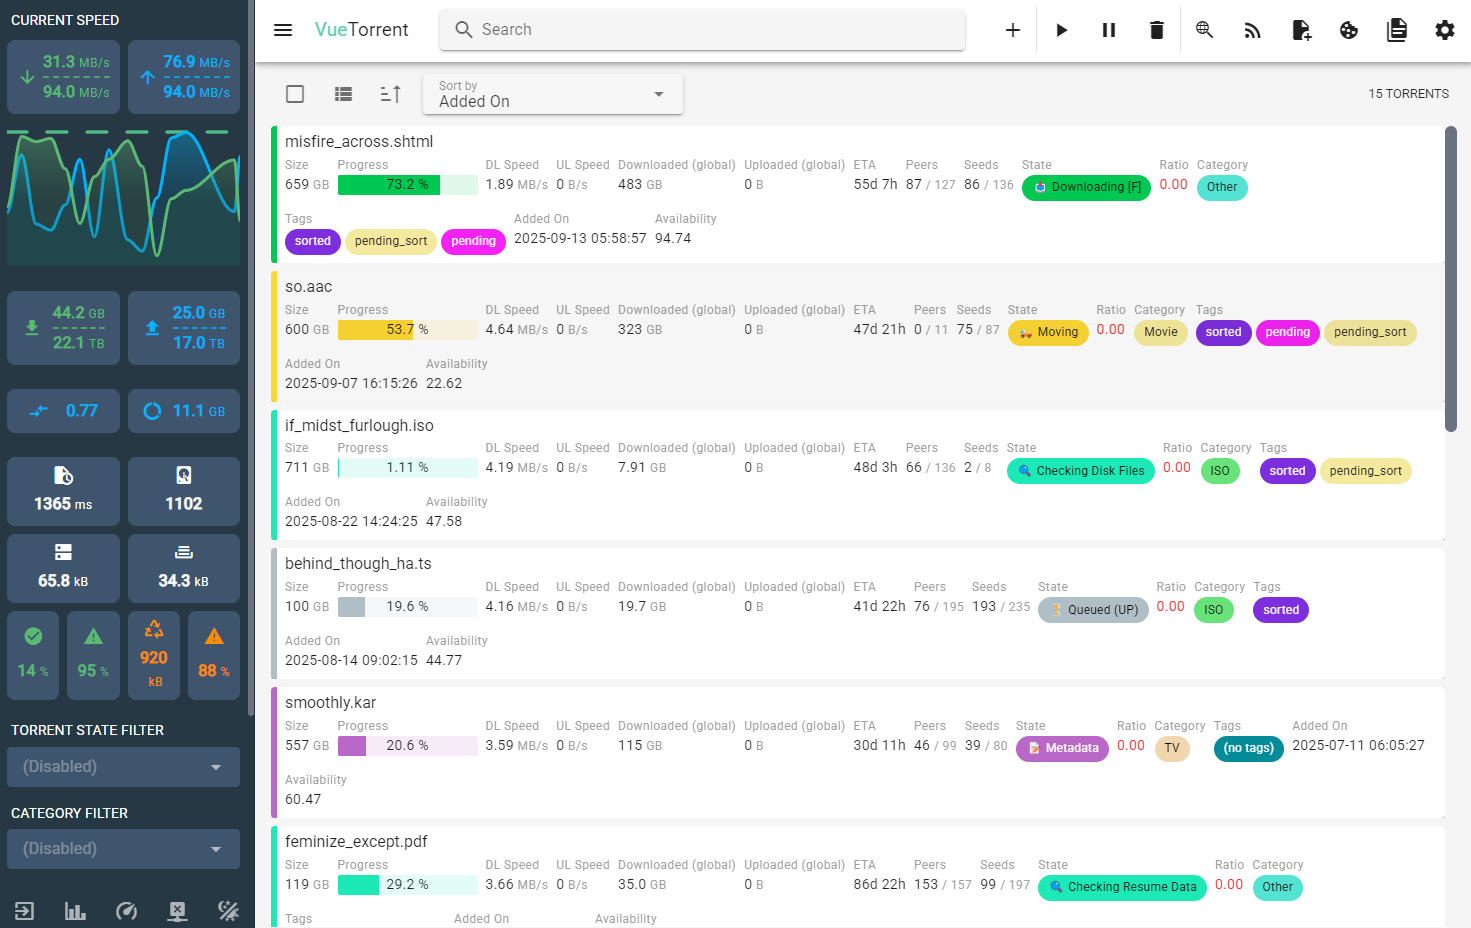 CURRENT SPEED
31.3 MB/s
94.0 MB/s
76.9 MB/s
94.0 MB/s
44.2 GB
22.1 TB
25.0 GB
17.0 TB
0.77
11.1 GB
1365 ms
1102
65.8 kB
34.3 kB
14 %
95 %
920 kB
88 %
TORRENT STATE FILTER
(Disabled)
CATEGORY FILTER
(Disabled)
VueTorrent
Search
Sort by
Added On
15 TORRENTS
misfire_across.shtml
Size Progress DL Speed UL Speed Downloaded (global) Uploaded (global) ETA Peers Seeds State Ratio Category
659 GB 73.2 % 1.89 MB/s 0 B/s 483 GB 0 B 55d 7h 87 / 127 86 / 136 Downloading [F] 0.00 Other
Tags Added On Availability
sorted pending_sort pending 2025-09-13 05:58:57 94.74
so.aac
Size Progress DL Speed UL Speed Downloaded (global) Uploaded (global) ETA Peers Seeds State Ratio Category Tags
600 GB 53.7 % 4.64 MB/s 0 B/s 323 GB 0 B 47d 21h 0 / 11 75 / 87 Moving 0.00 Movie sorted pending pending_sort
Added On Availability
2025-09-07 16:15:26 22.62
if_midst_furlough.iso
Size Progress DL Speed UL Speed Downloaded (global) Uploaded (global) ETA Peers Seeds State Ratio Category Tags
711 GB 1.11 % 4.19 MB/s 0 B/s 7.91 GB 0 B 48d 3h 66 / 136 2 / 8 Checking Disk Files 0.00 ISO sorted pending_sort
Added On Availability
2025-08-22 14:24:25 47.58
behind_though_ha.ts
Size Progress DL Speed UL Speed Downloaded (global) Uploaded (global) ETA Peers Seeds State Ratio Category Tags
100 GB 19.6 % 4.16 MB/s 0 B/s 19.7 GB 0 B 41d 22h 76 / 195 193 / 235 Queued (UP) 0.00 ISO sorted
Added On Availability
2025-08-14 09:02:15 44.77
smoothly.kar
Size Progress DL Speed UL Speed Downloaded (global) Uploaded (global) ETA Peers Seeds State Ratio Category Tags Added On
557 GB 20.6 % 3.59 MB/s 0 B/s 115 GB 0 B 30d 11h 46 / 99 39 / 80 Metadata 0.00 TV (no tags) 2025-07-11 06:05:27
Availability
60.47
feminize_except.pdf
Size Progress DL Speed UL Speed Downloaded (global) Uploaded (global) ETA Peers Seeds State Ratio Category
119 GB 29.2 % 3.66 MB/s 0 B/s 35.0 GB 0 B 86d 22h 153 / 157 99 / 197 Checking Resume Data 0.00 Other
Tags Added On Availability